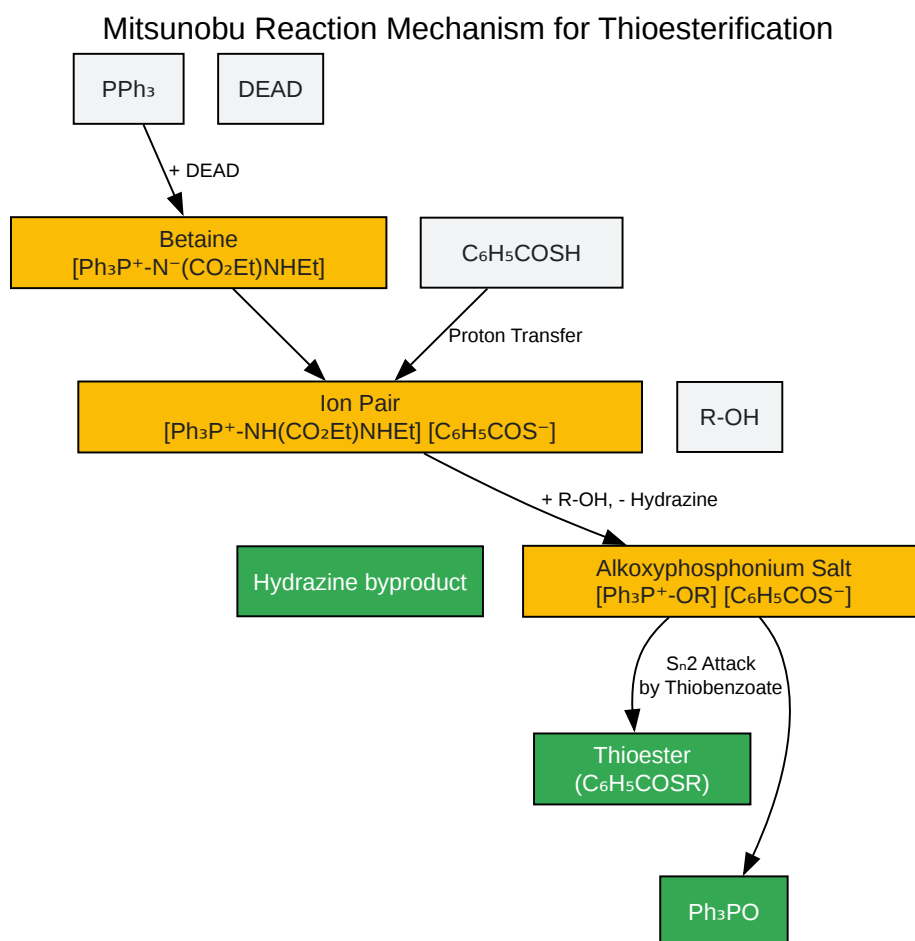 Mitsunobu Reaction Mechanism for Thioesterification
PPh₃
DEAD
+ DEAD
Betaine
[Ph₃P⁺-N⁻(CO₂Et)NHEt]
C₆H₅COSH
Proton Transfer
Ion Pair
[Ph₃P⁺-NH(CO₂Et)NHEt] [C₆H₅COS⁻]
R-OH
+ R-OH, - Hydrazine
Hydrazine byproduct
Alkoxyphosphonium Salt
[Ph₃P⁺-OR] [C₆H₅COS⁻]
Sₙ2 Attack
by Thiobenzoate
Thioester
(C₆H₅COSR)
Ph₃PO